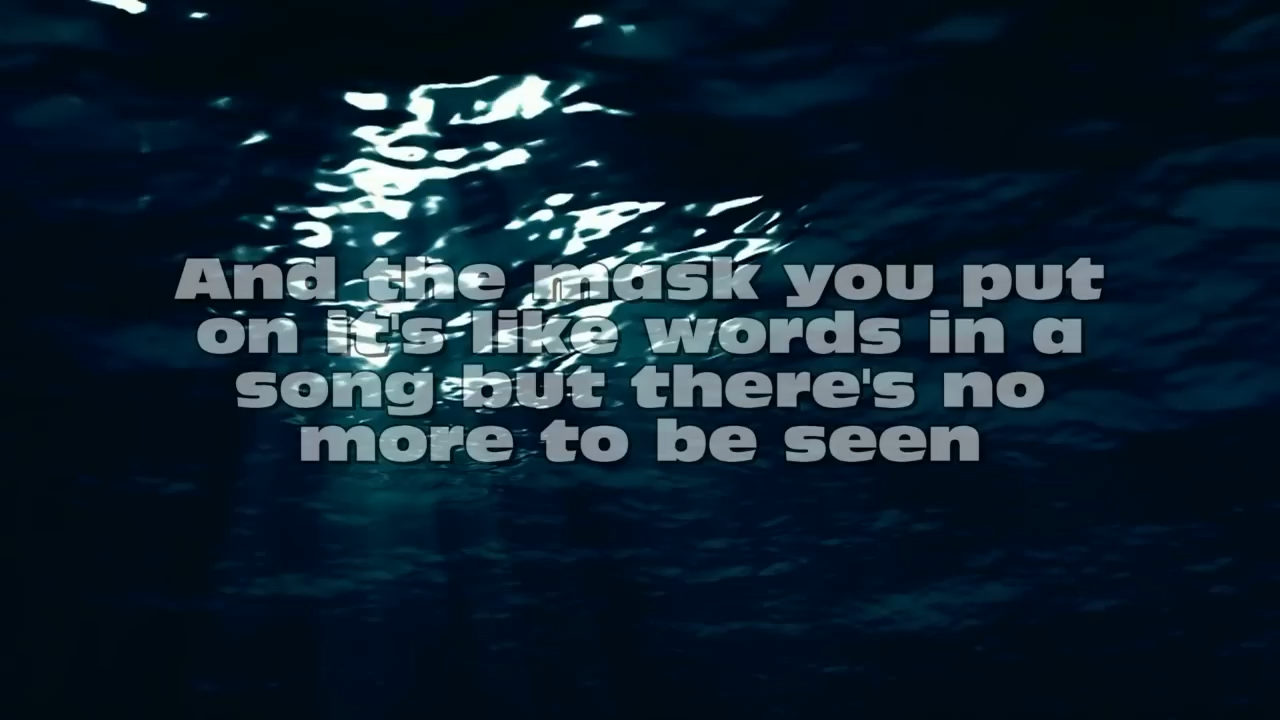 And the mask you put
on it's like words in a
song but there's no
more to be seen